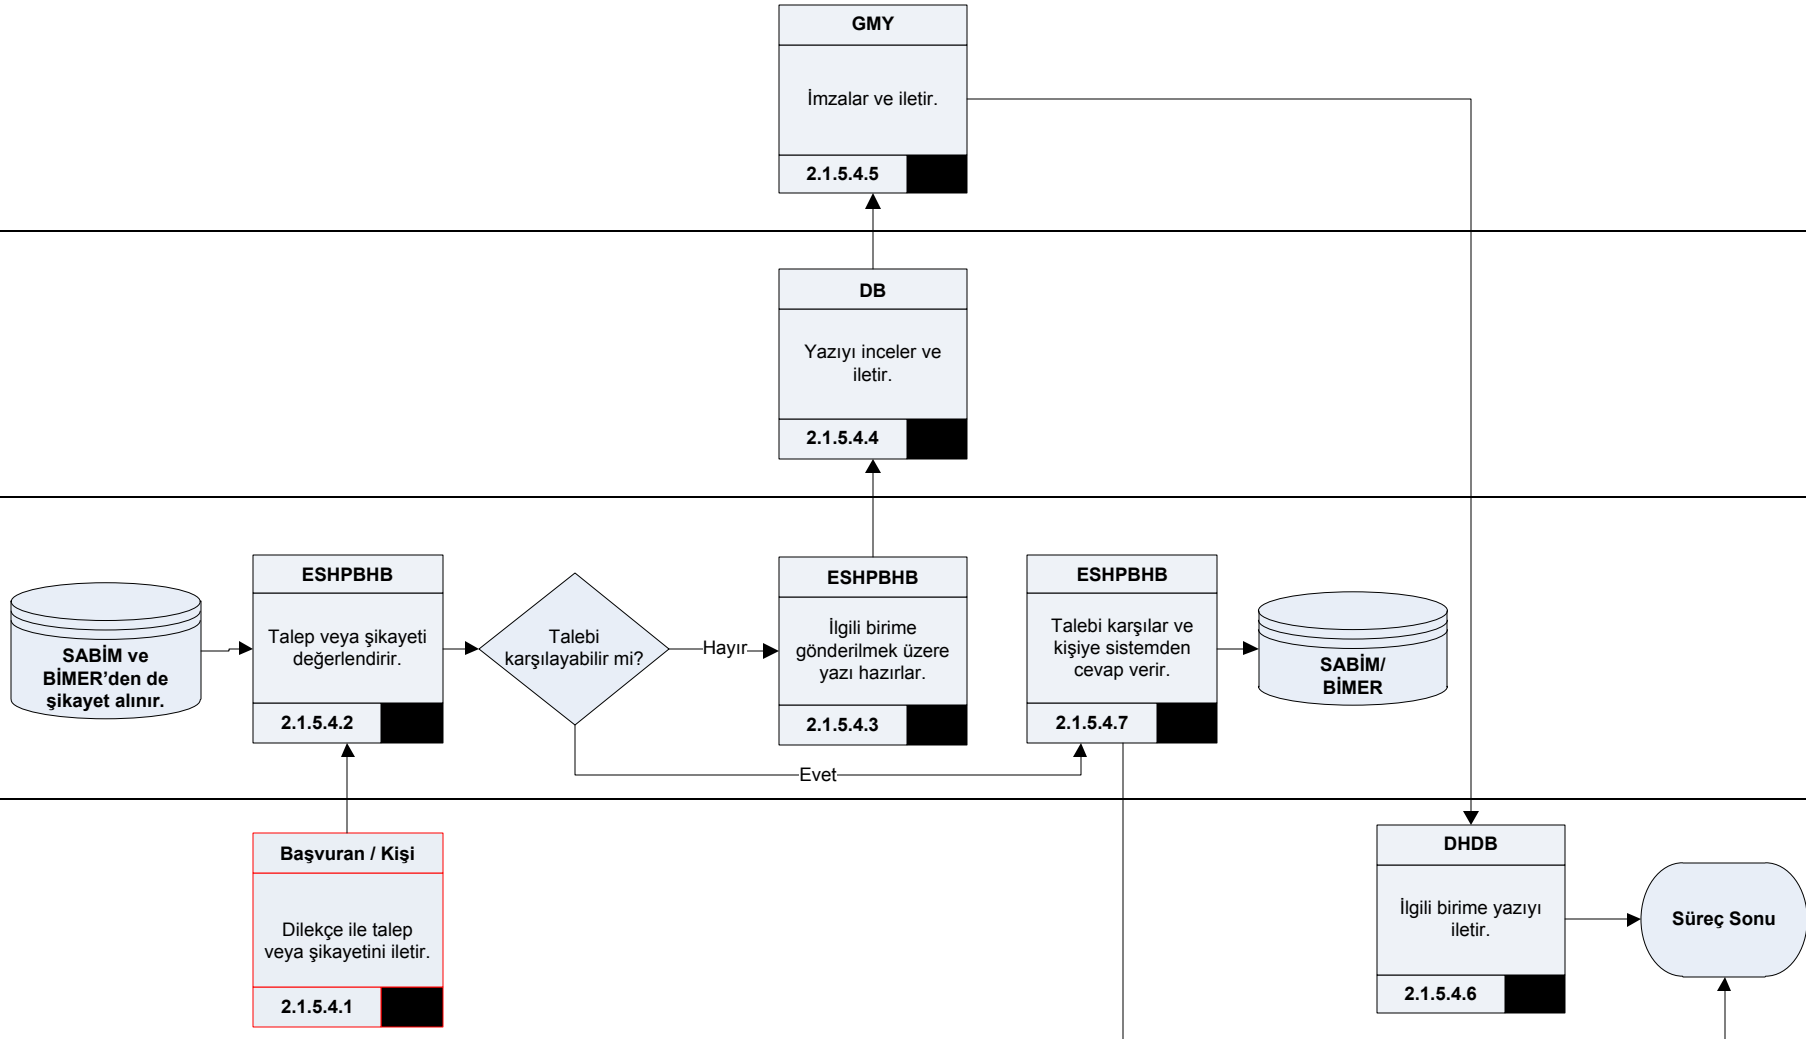 GMY
İmzalar ve iletir.
2.1.5.4.5
DB
Yazıyı inceler ve
iletir.
2.1.5.4.4
SABİM ve
BİMER'den de
şikayet alınır.
ESHPBHB
Talep veya şikayeti
değerlendirir.
2.1.5.4.2
Talebi
karşılayabilir mi?
Hayır
Evet
ESHPBHB
İlgili birime
gönderilmek üzere
yazı hazırlar.
2.1.5.4.3
ESHPBHB
Talebi karşılar ve
kişiye sistemden
cevap verir.
2.1.5.4.7
SABİM/
BİMER
Başvuran / Kişi
Dilekçe ile talep
veya şikayetini iletir.
2.1.5.4.1
DHDB
İlgili birime yazıyı
iletir.
2.1.5.4.6
Süreç Sonu